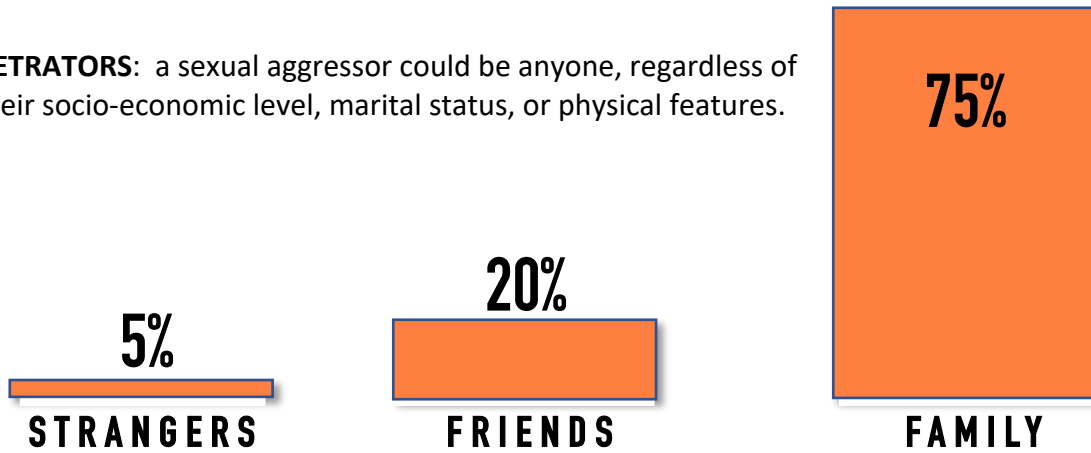 ETRATORS: a sexual aggressor could be anyone, regardless of
eir socio-economic level, marital status, or physical features.
75%
20%
5%
STRANGERS
FRIENDS
FAMILY